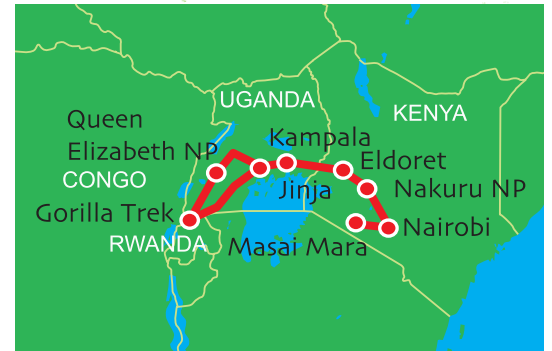 UGANDA
KENYA
Queen
Elizabeth NP
Kampala
Eldoret
CONGO
Jinja
Nakuru NP
Gorilla Trek
Nairobi
RWANDA
Masai Mara